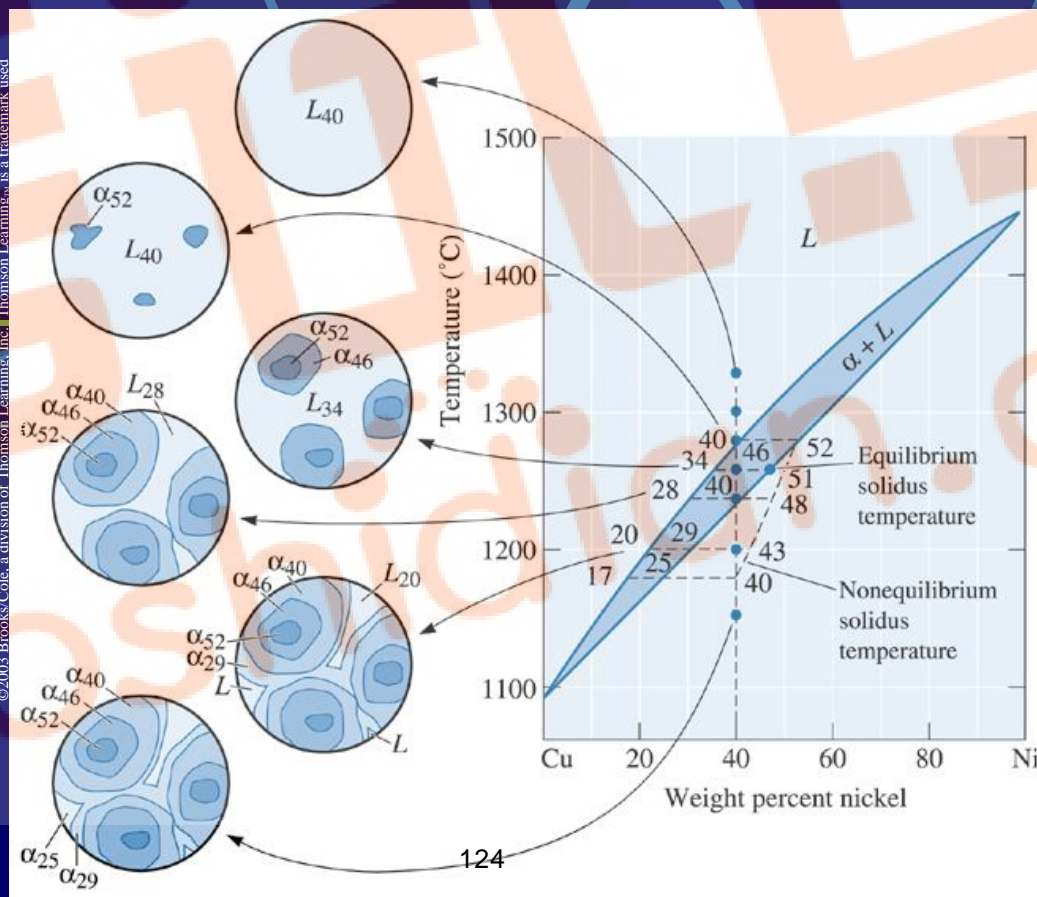 ©2003 Brooks/Cole, a division of Thomson Learning, Inc. Thomson Learning™ is a trademark used
L40
α52
L40
α52
α46
L34
L28
α40
α46
α52
α40
α46
L20
α52
α29
L
L
α40
α46
α52
α25
α29
Temperature (°C)
1500
1400
1300
1200
1100
L
α + L
40
46
52
34
51
40
28
48
20
29
43
25
17
40
Equilibrium
solidus
temperature
Nonequilibrium
solidus
temperature
Cu
20
40
60
80
Ni
Weight percent nickel
124